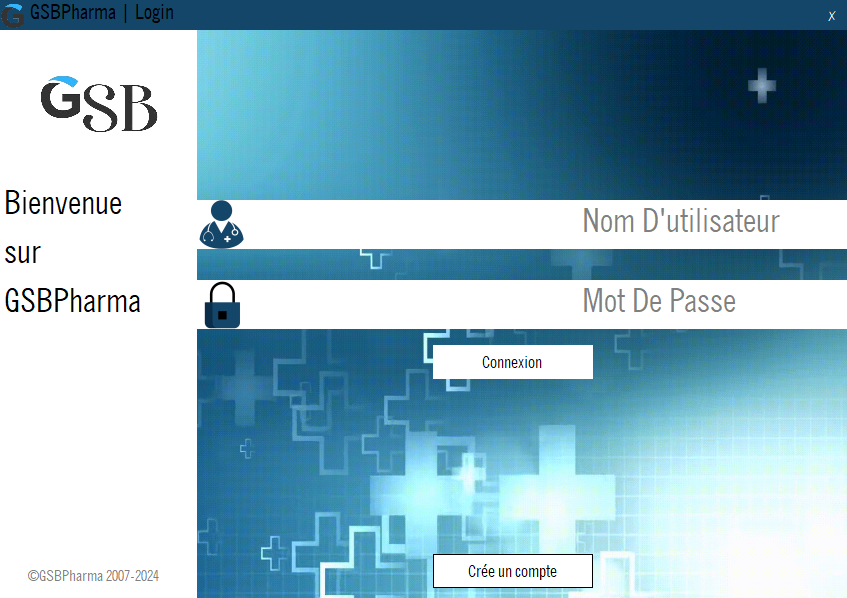 GSBPharma | Login
X
GSB
Bienvenue
sur
GSBPharma
Nom D'utilisateur
Mot De Passe
Connexion
Crée un compte
©GSBPharma 2007-2024